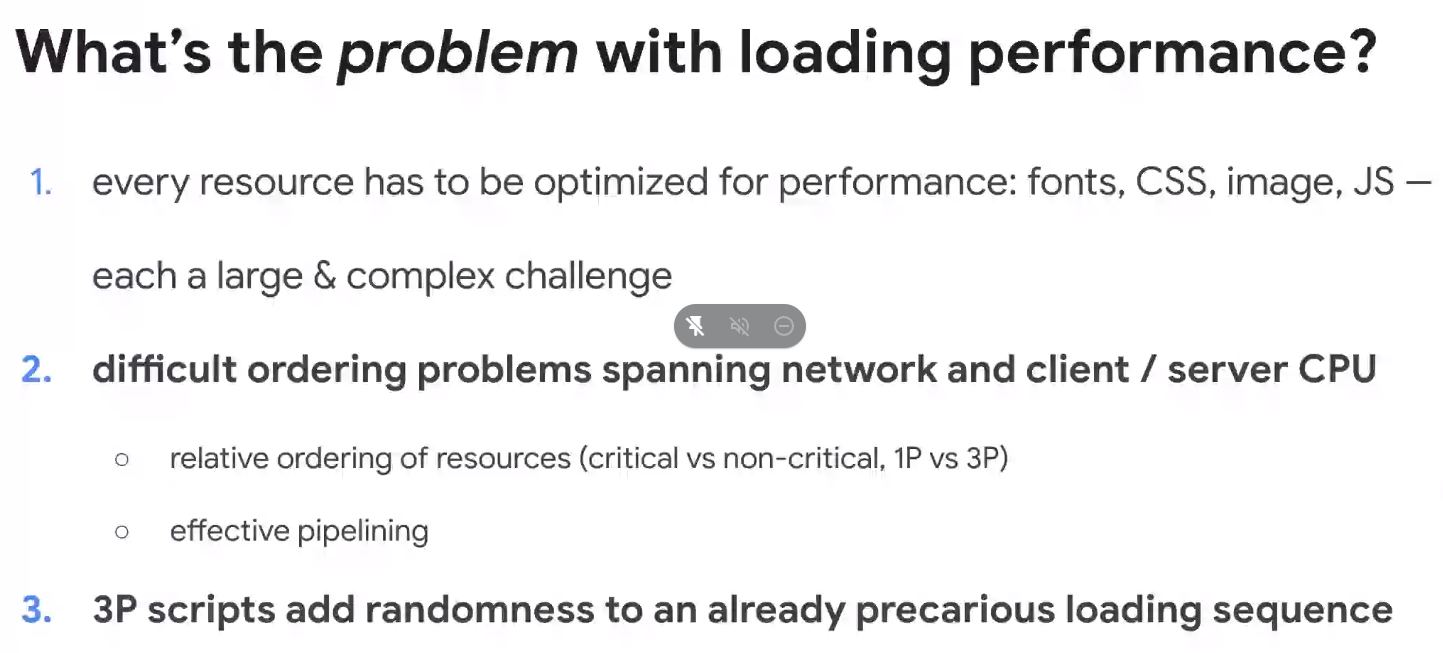 What’s the problem with loading performance?
1. every resource has to be optimized for performance: fonts, CSS, image, JS —
each a large & complex challenge
2. difficult ordering problems spanning network and client / server CPU
○ relative ordering of resources (critical vs non-critical, 1P vs 3P)
○ effective pipelining
3. 3P scripts add randomness to an already precarious loading sequence